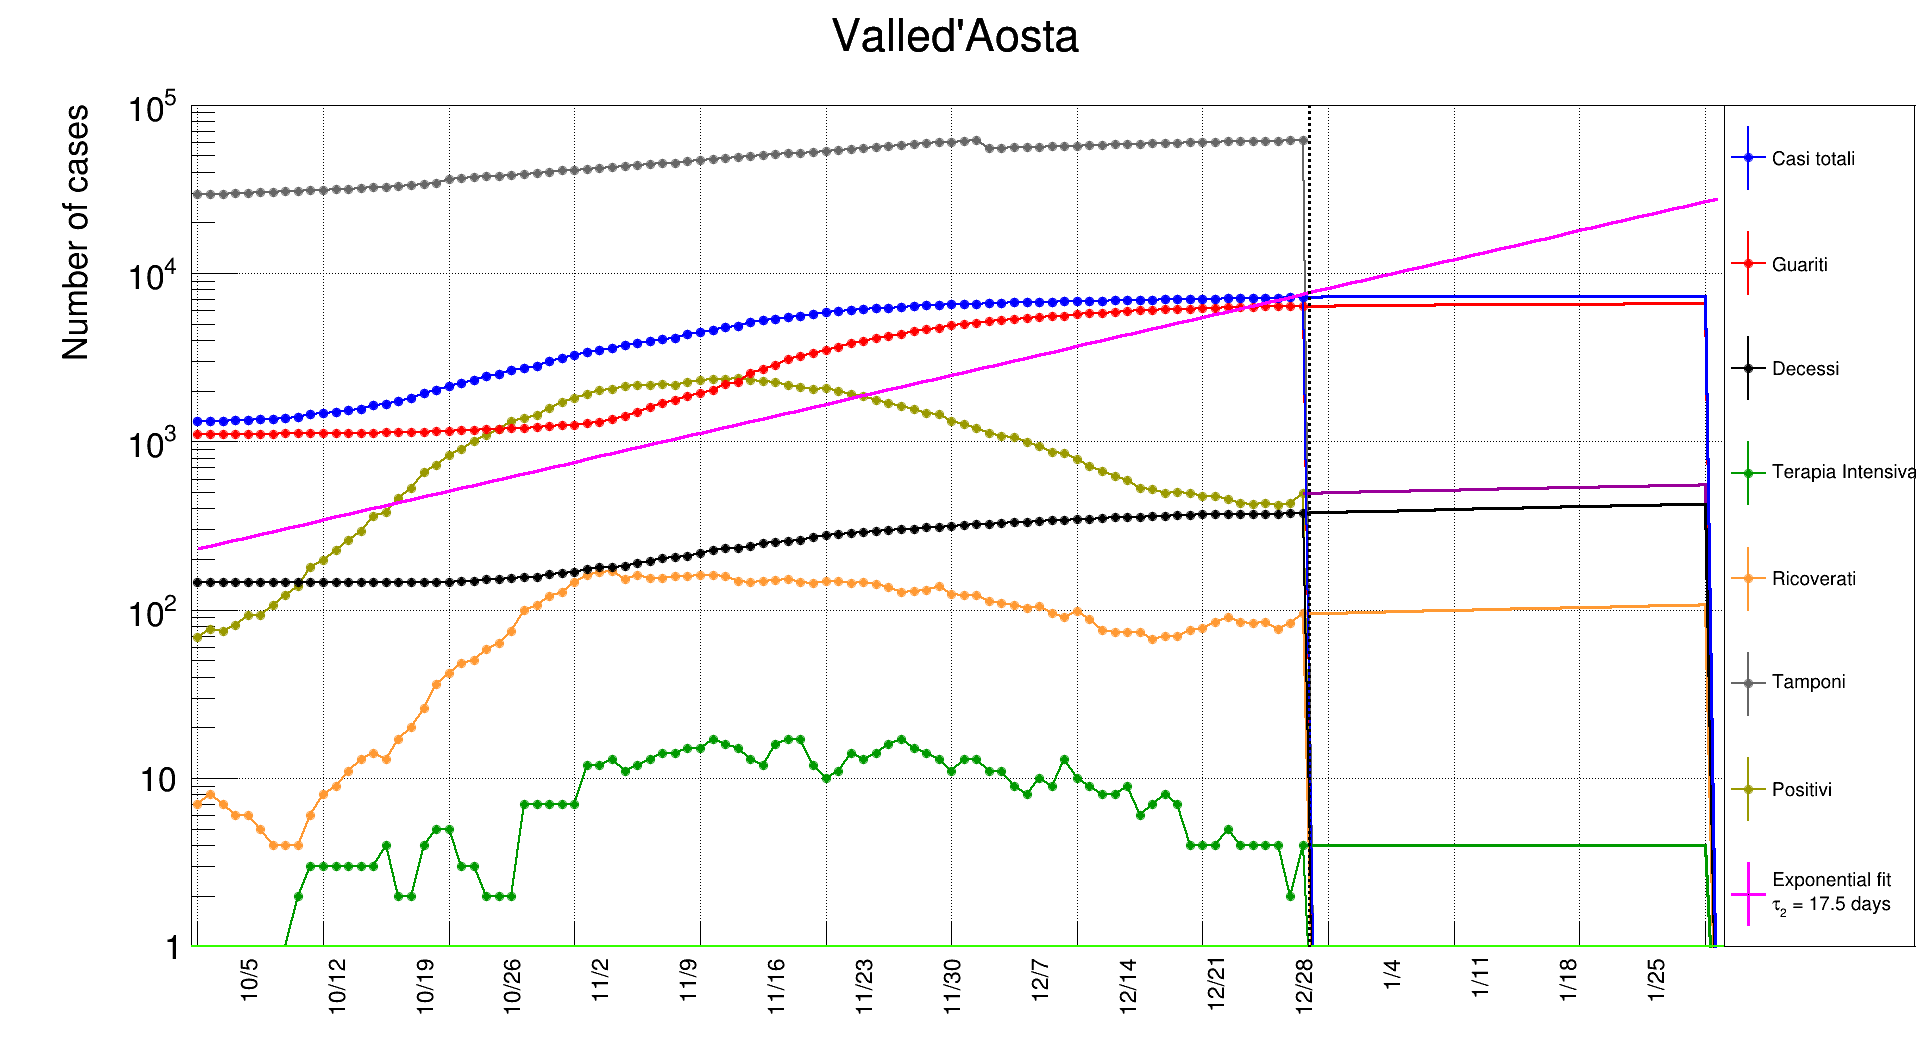 Valled'Aosta
Number of cases
10^5
10^4
10^3
10^2
10
1
10/5
10/12
10/19
10/26
11/2
11/9
11/16
11/23
11/30
12/7
12/14
12/21
12/28
1/4
1/11
1/18
1/25
Casi totali
Guariti
Decessi
Terapia Intensiva
Ricoverati
Tamponi
Positivi
Exponential fit
τ₂ = 17.5 days